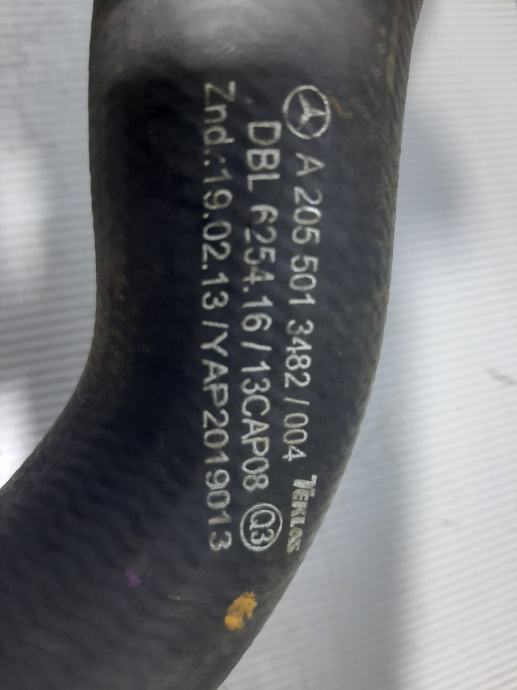 A 205 501 3482 / 004 TEKLAS
DBL 6254.16 / 13CAP08 Q3
Znd.:19.02.13 /YAP2019013